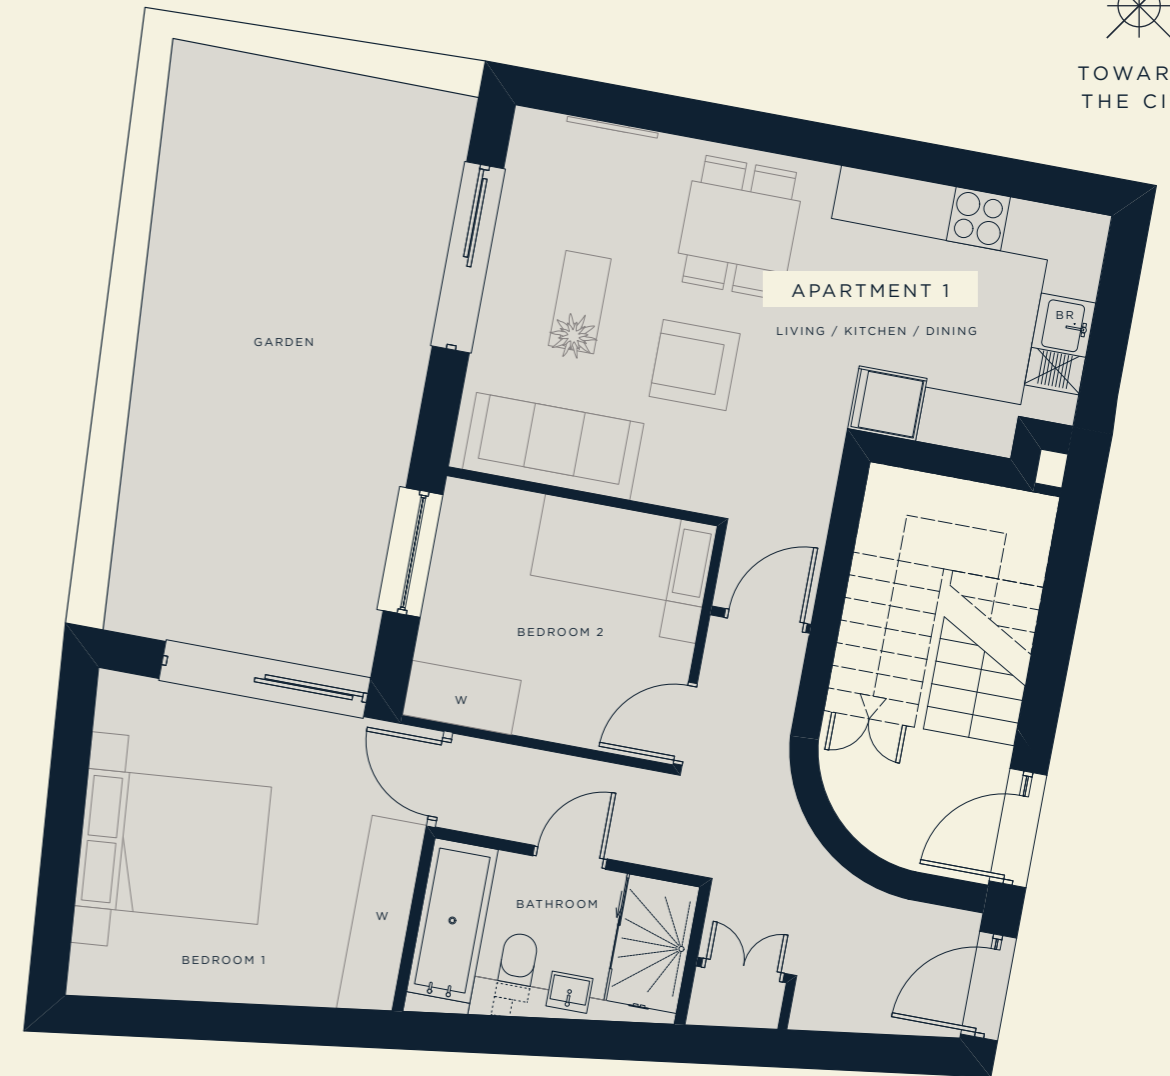 TOWAR
THE CI
APARTMENT 1
BR
LIVING / KITCHEN / DINING
GARDEN
BEDROOM 2
W
BATHROOM
W
BEDROOM 1